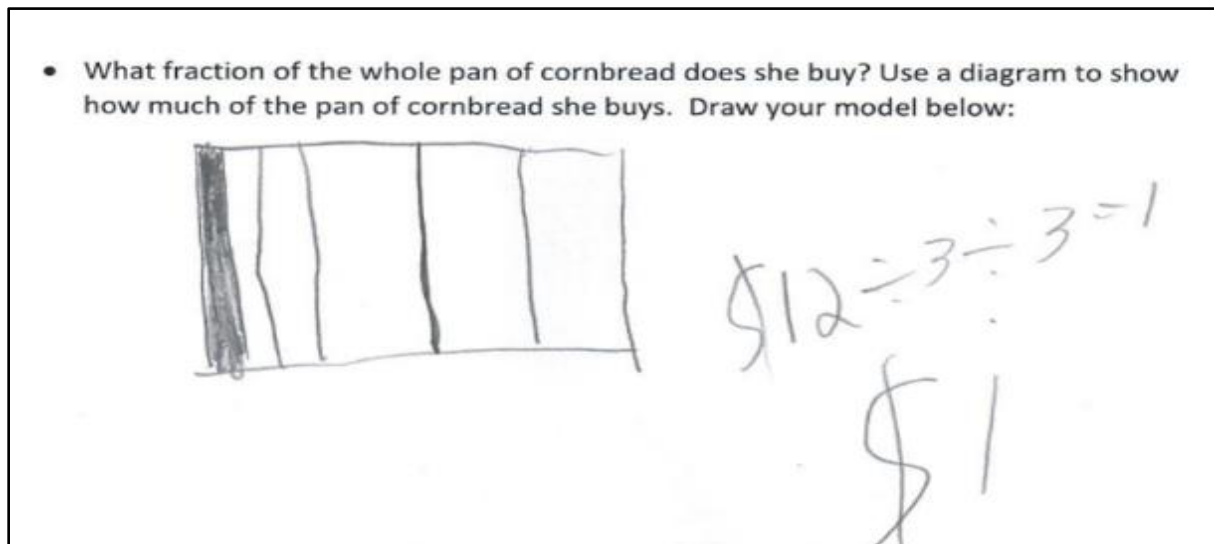 • What fraction of the whole pan of cornbread does she buy? Use a diagram to show
how much of the pan of cornbread she buys. Draw your model below:
$12 ÷ 3 ÷ 3 = 1
$1